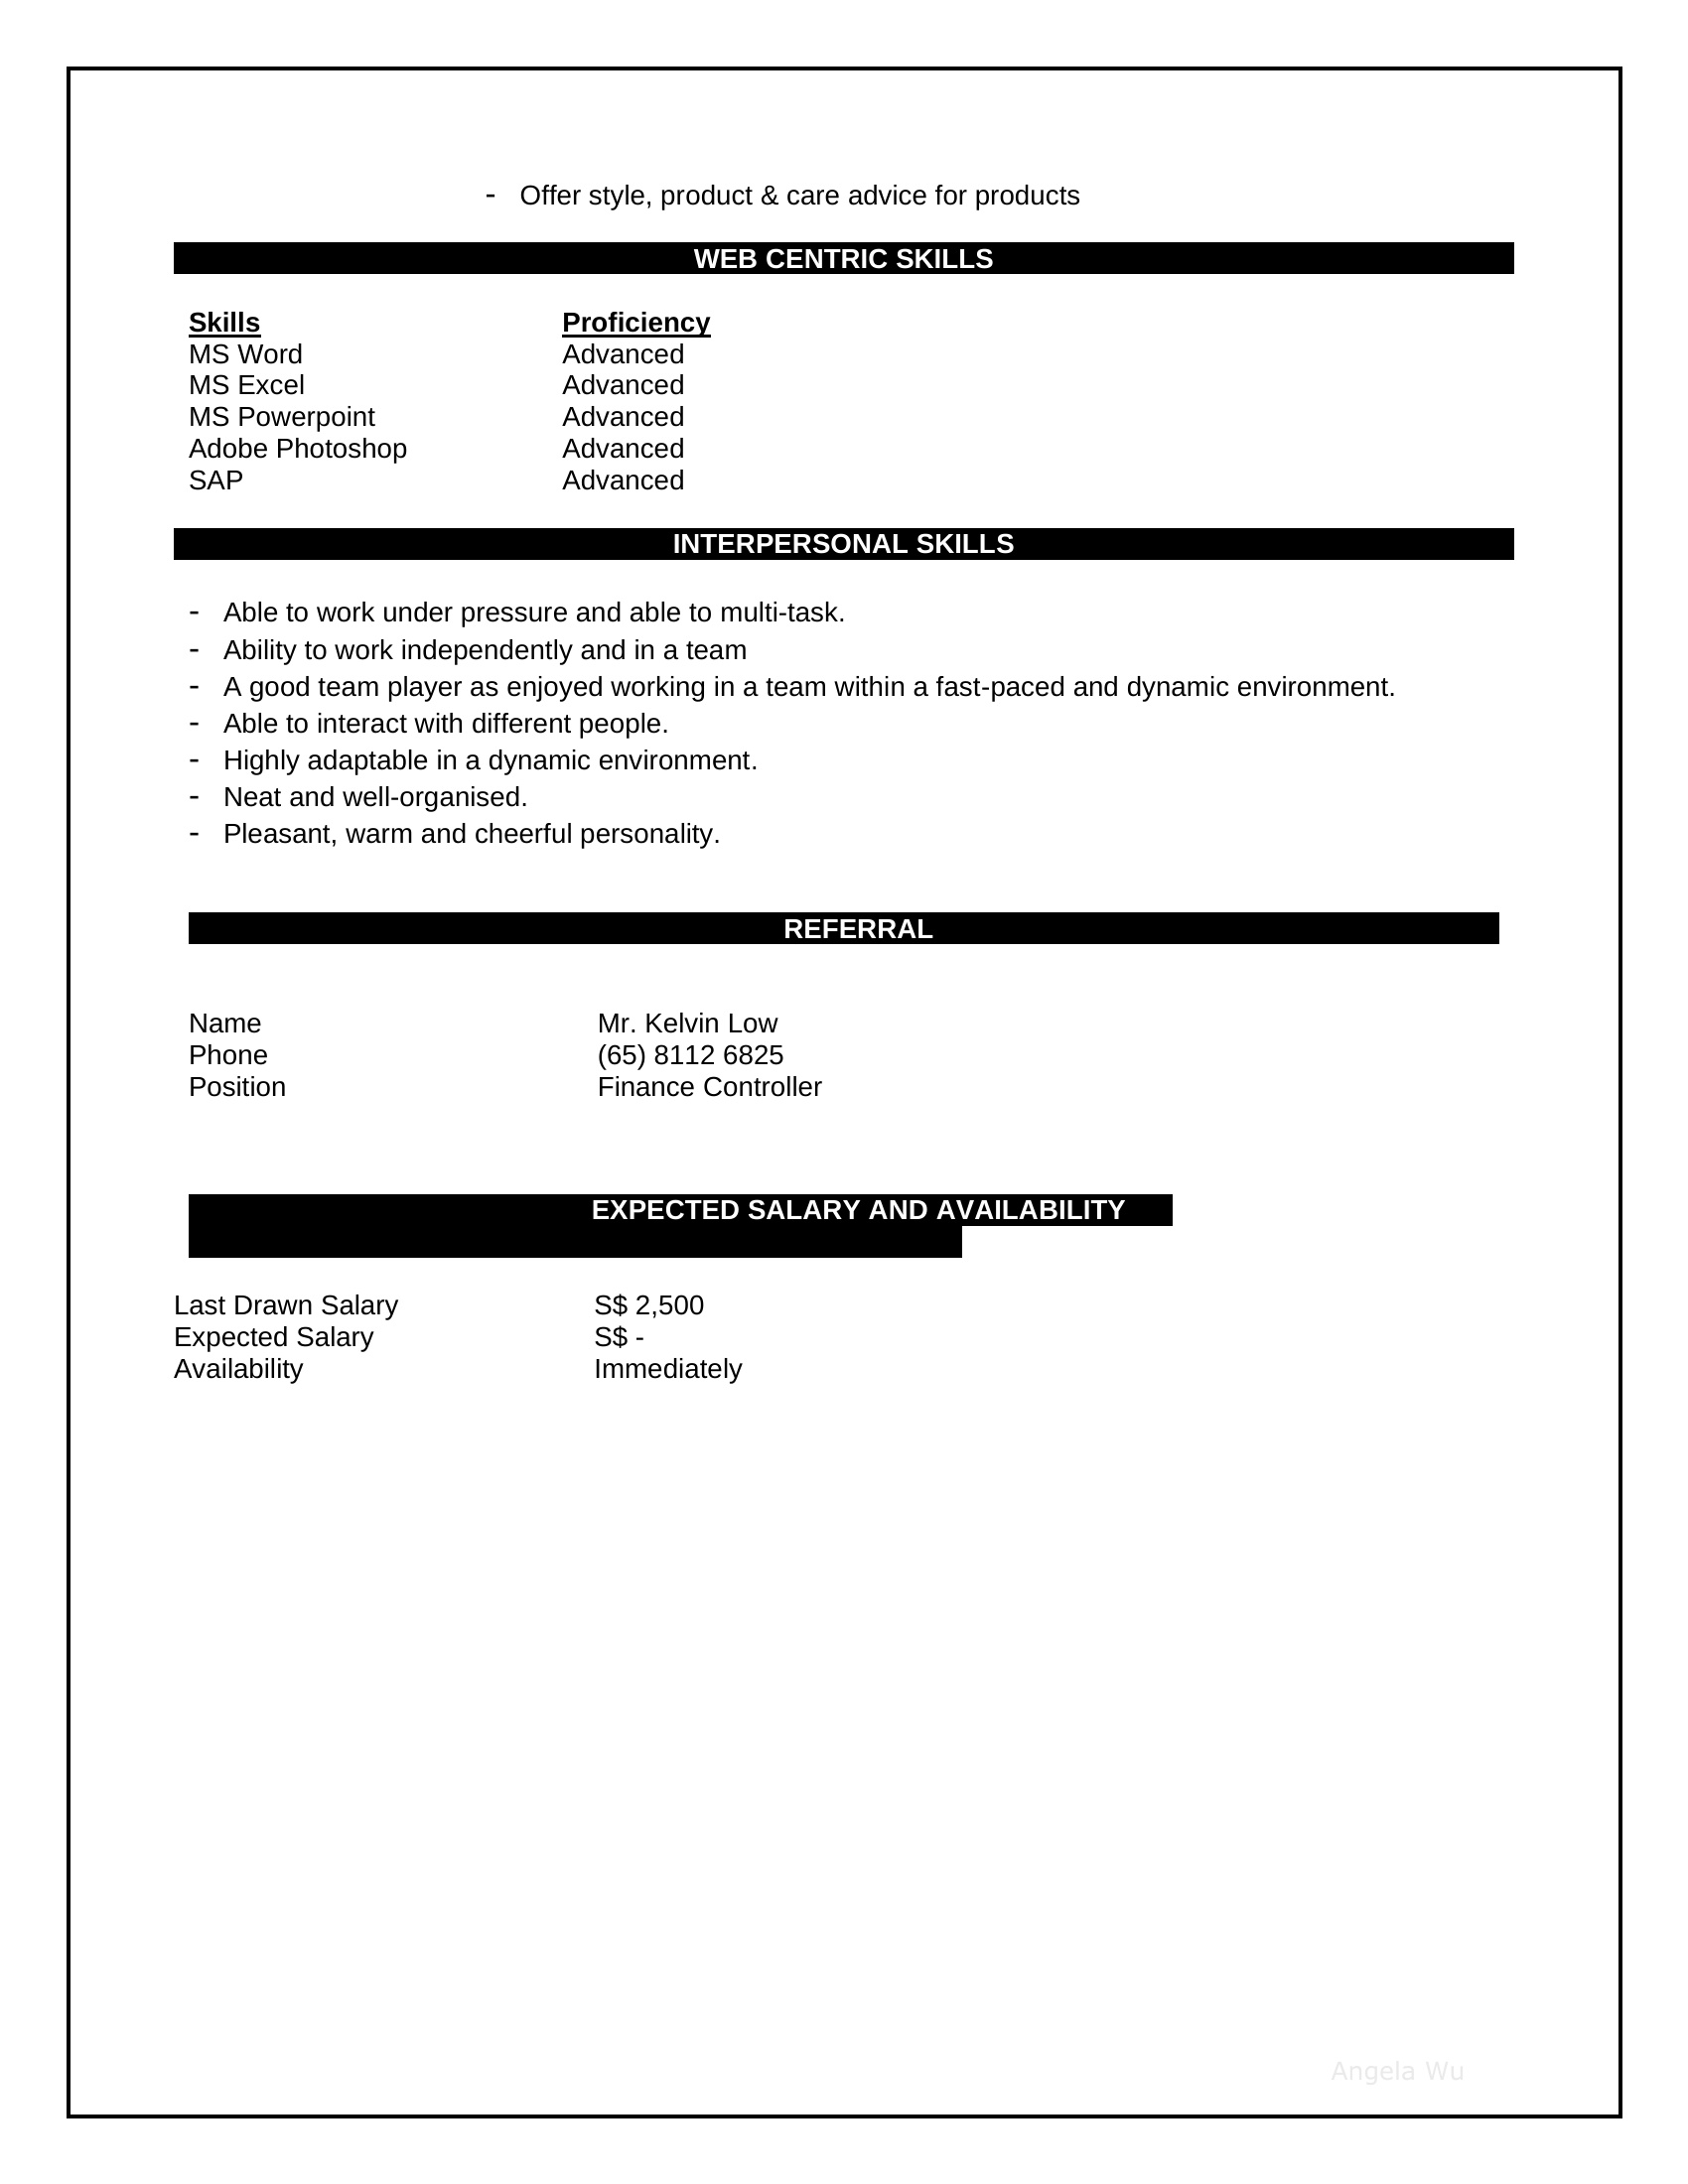 - Offer style, product & care advice for products
WEB CENTRIC SKILLS
Skills Proficiency
MS Word Advanced
MS Excel Advanced
MS Powerpoint Advanced
Adobe Photoshop Advanced
SAP Advanced
INTERPERSONAL SKILLS
- Able to work under pressure and able to multi-task.
- Ability to work independently and in a team
- A good team player as enjoyed working in a team within a fast-paced and dynamic environment.
- Able to interact with different people.
- Highly adaptable in a dynamic environment.
- Neat and well-organised.
- Pleasant, warm and cheerful personality.
REFERRAL
Name Mr. Kelvin Low
Phone (65) 8112 6825
Position Finance Controller
EXPECTED SALARY AND AVAILABILITY
Last Drawn Salary S$ 2,500
Expected Salary S$ -
Availability Immediately
Angela Wu